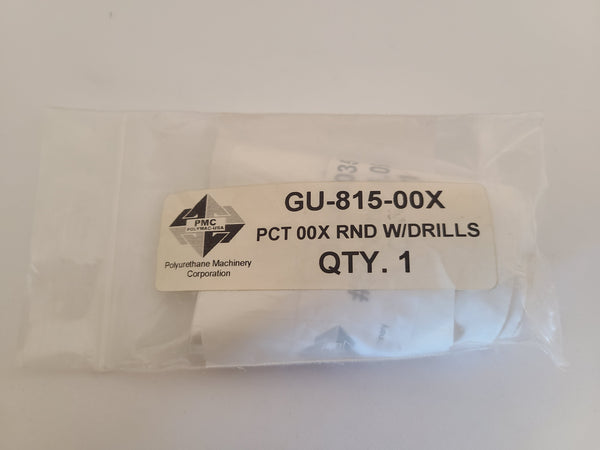 PMC
POLYMAC-USA
Polyurethane Machinery
Corporation
GU-815-00X
PCT 00X RND W/DRILLS
QTY. 1